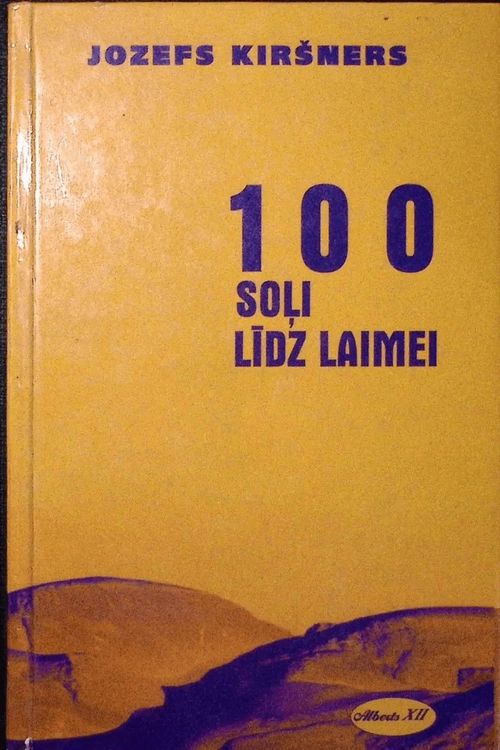 JOZEFS KIRŠNERS
100
SOĻI
LĪDZ LAIMEI
Alberts XII